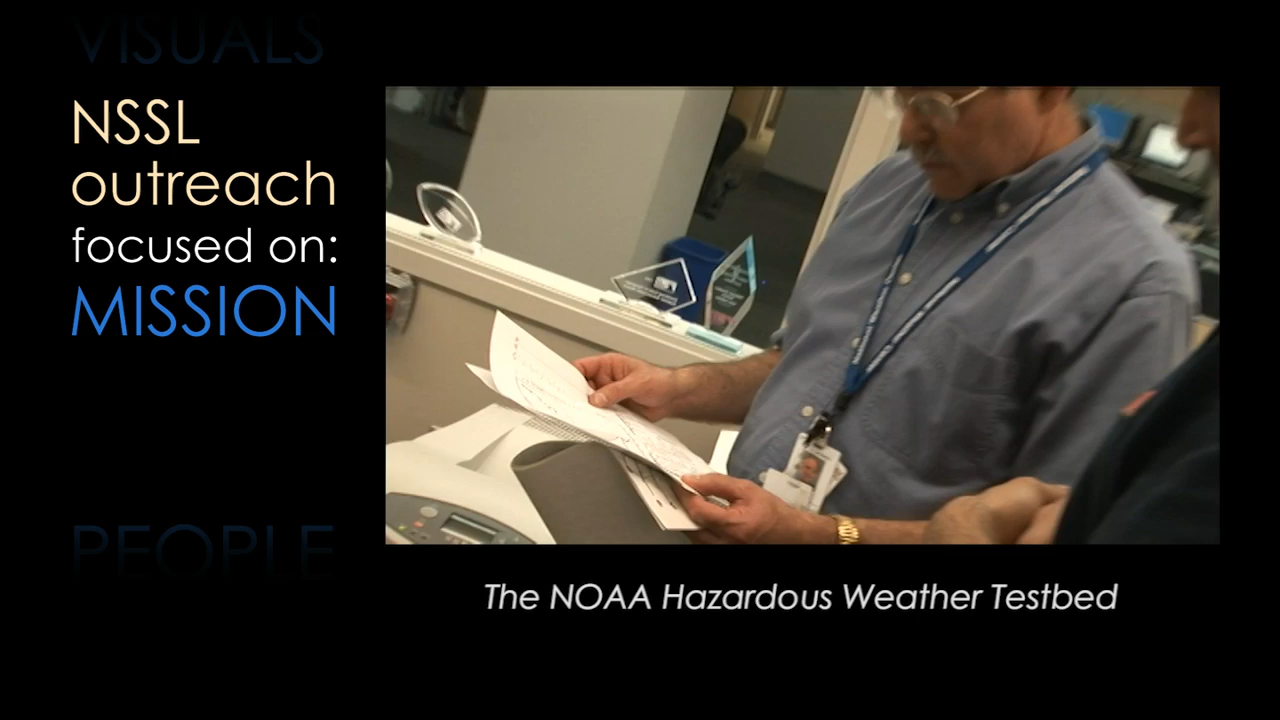 VISUALS
NSSL
outreach
focused on:
MISSION
PEOPLE
The NOAA Hazardous Weather Testbed